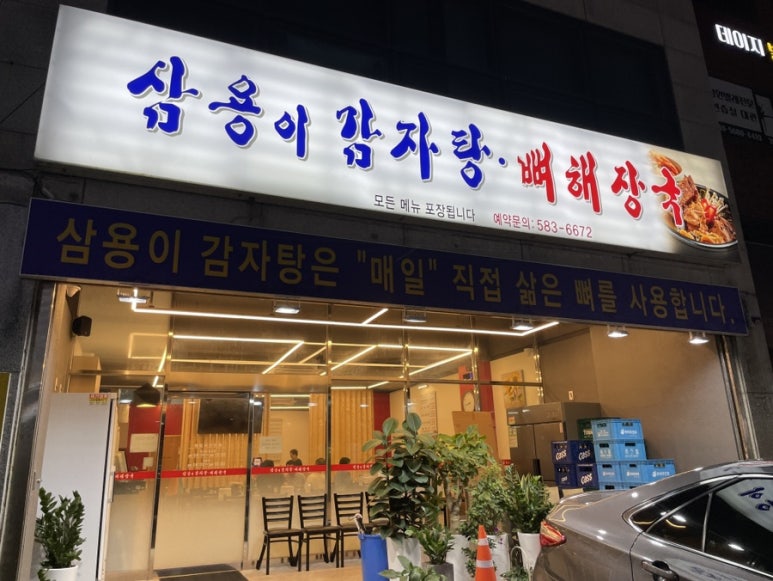 삼용이 감자탕·뼈해장국
모든 메뉴 포장됩니다 예약문의: 583-6672
삼용이 감자탕은 "매일" 직접 삶은 뼈를 사용합니다.
테이지
CASS